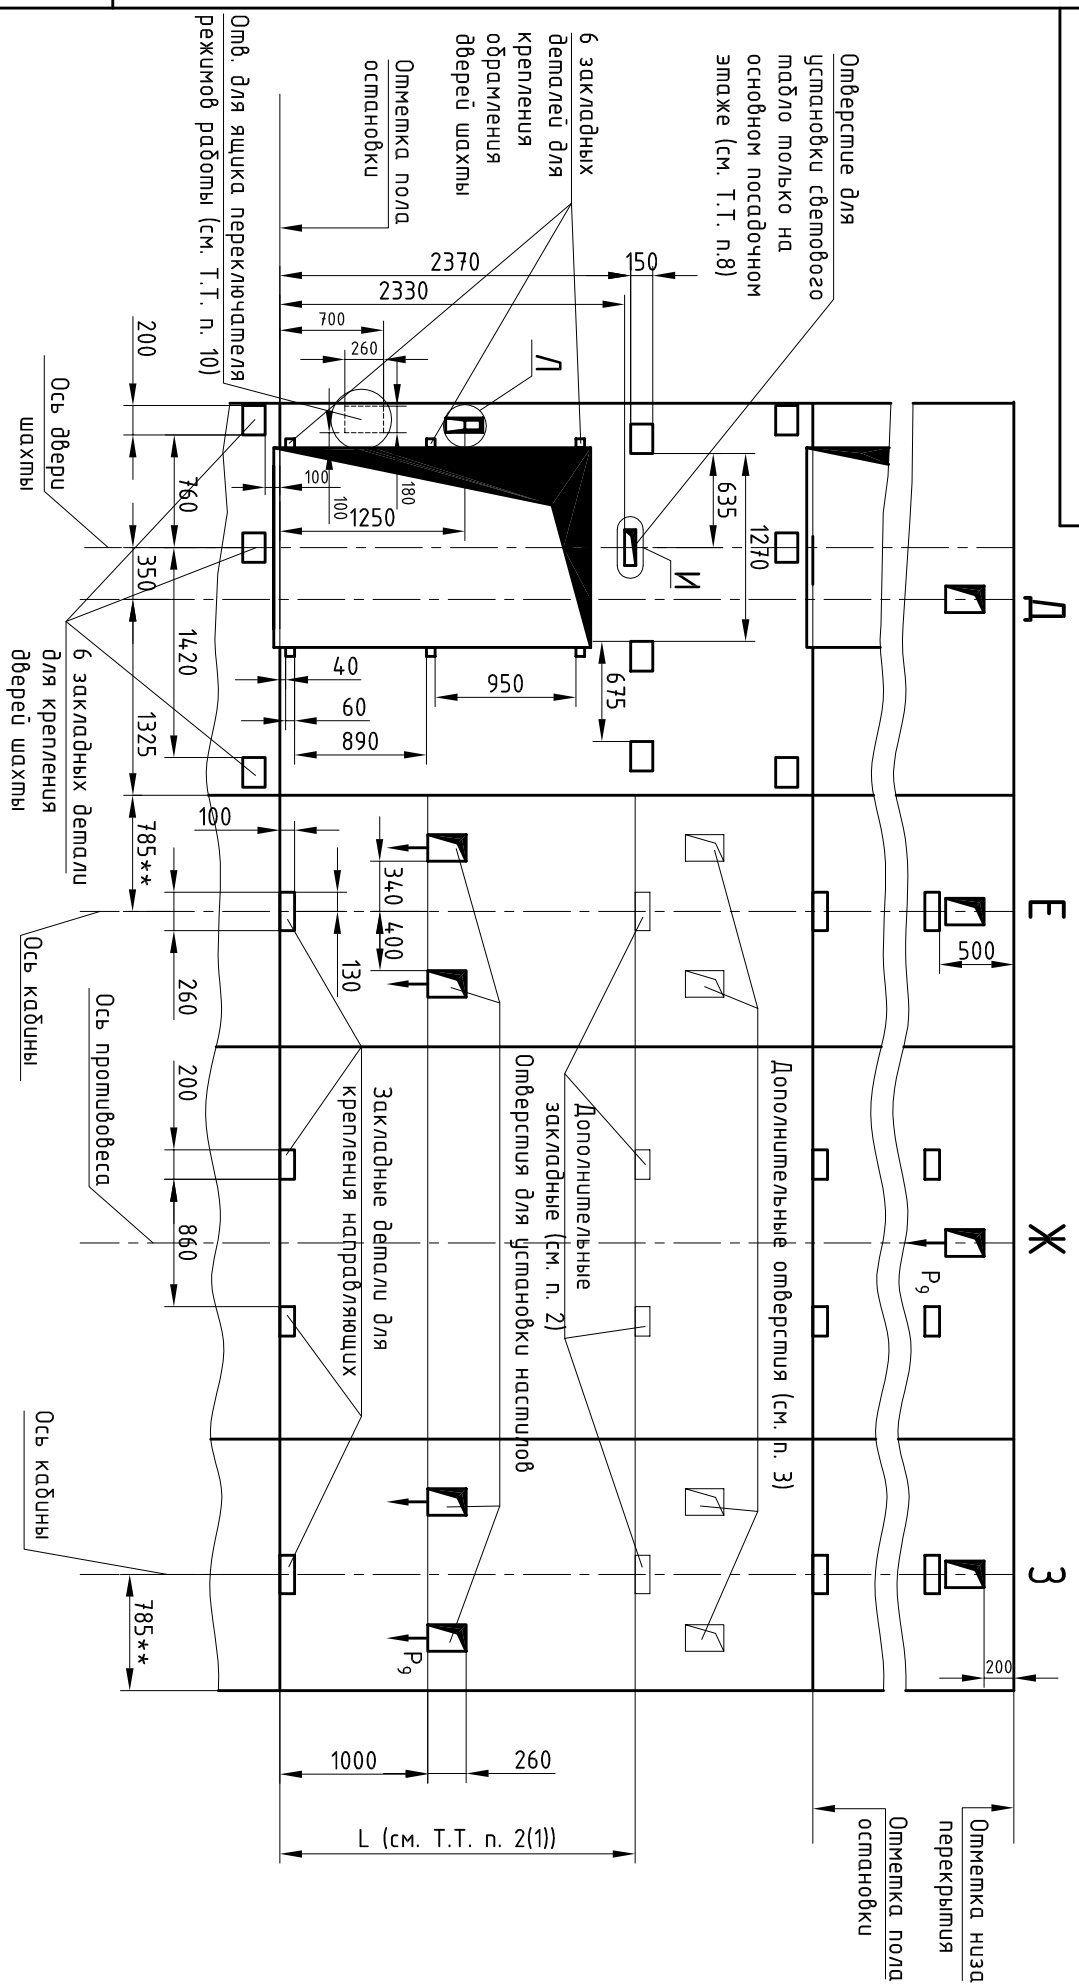 Д
Е
Ж
З
Отверстие для
установки светового
табло только на
основном посадочном
этаже (см. Т.Т. п.8)
6 закладных
деталей для
крепления
обрамления
дверей шахты
Отметка пола
остановки
Отв. для ящика переключателя
режимов работы (см. Т.Т. п. 10)
2370
150
2330
700
260
Л
И
635
1270
675
180
100
100
1250
950
40
60
890
200
760
350
1420
1325
Ось двери
шахты
6 закладных детали
для крепления
дверей шахты
785**
100
340
400
130
260
500
Ось кабины
Ось противовеса
200
860
Закладные детали для
крепления направляющих
Отверстия для установки настилов
Дополнительные
закладные (см. п. 2)
Дополнительные отверстия (см. п. 3)
P₉
Ось кабины
785**
P₉
200
1000
260
L (см. Т.Т. п. 2(1))
Отметка низа
перекрытия
Отметка пола
остановки